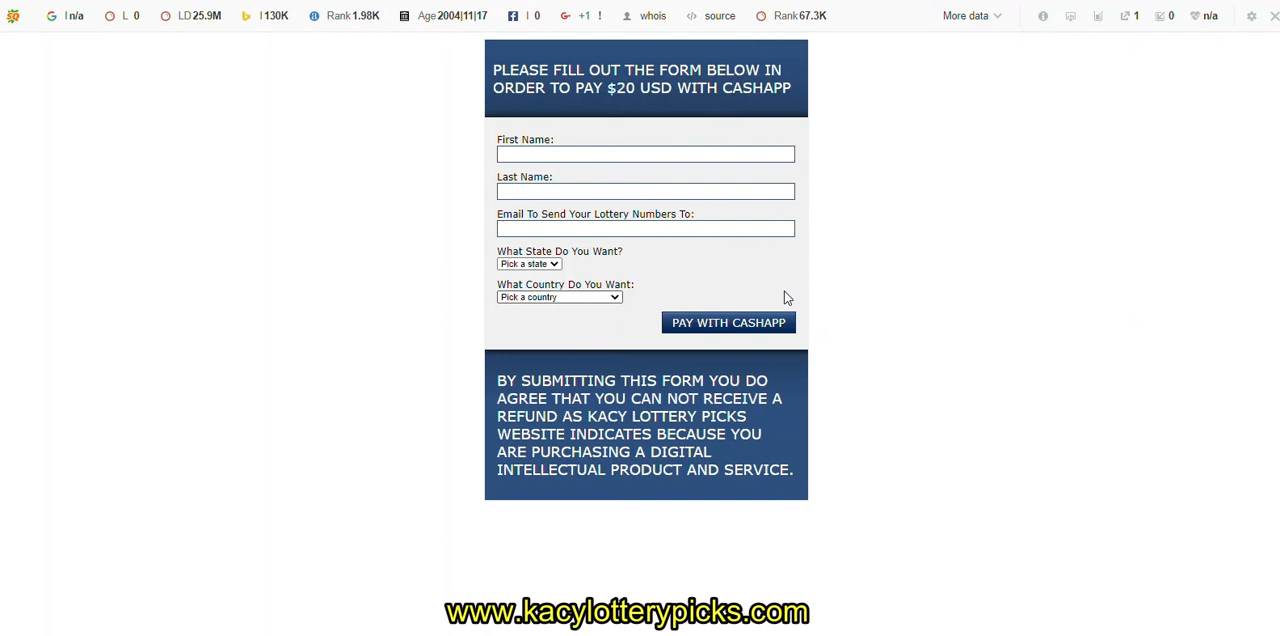 I n/a L 0 LD 25.9M I 130K Rank 1.98K Age 2004|11|17 I 0 +1 ! whois source Rank 67.3K More data 1 0 n/a
PLEASE FILL OUT THE FORM BELOW IN
ORDER TO PAY $20 USD WITH CASHAPP
First Name:
Last Name:
Email To Send Your Lottery Numbers To:
What State Do You Want?
Pick a state
What Country Do You Want:
Pick a country
PAY WITH CASHAPP
BY SUBMITTING THIS FORM YOU DO
AGREE THAT YOU CAN NOT RECEIVE A
REFUND AS KACY LOTTERY PICKS
WEBSITE INDICATES BECAUSE YOU
ARE PURCHASING A DIGITAL
INTELLECTUAL PRODUCT AND SERVICE.
www.kacylotterypicks.com